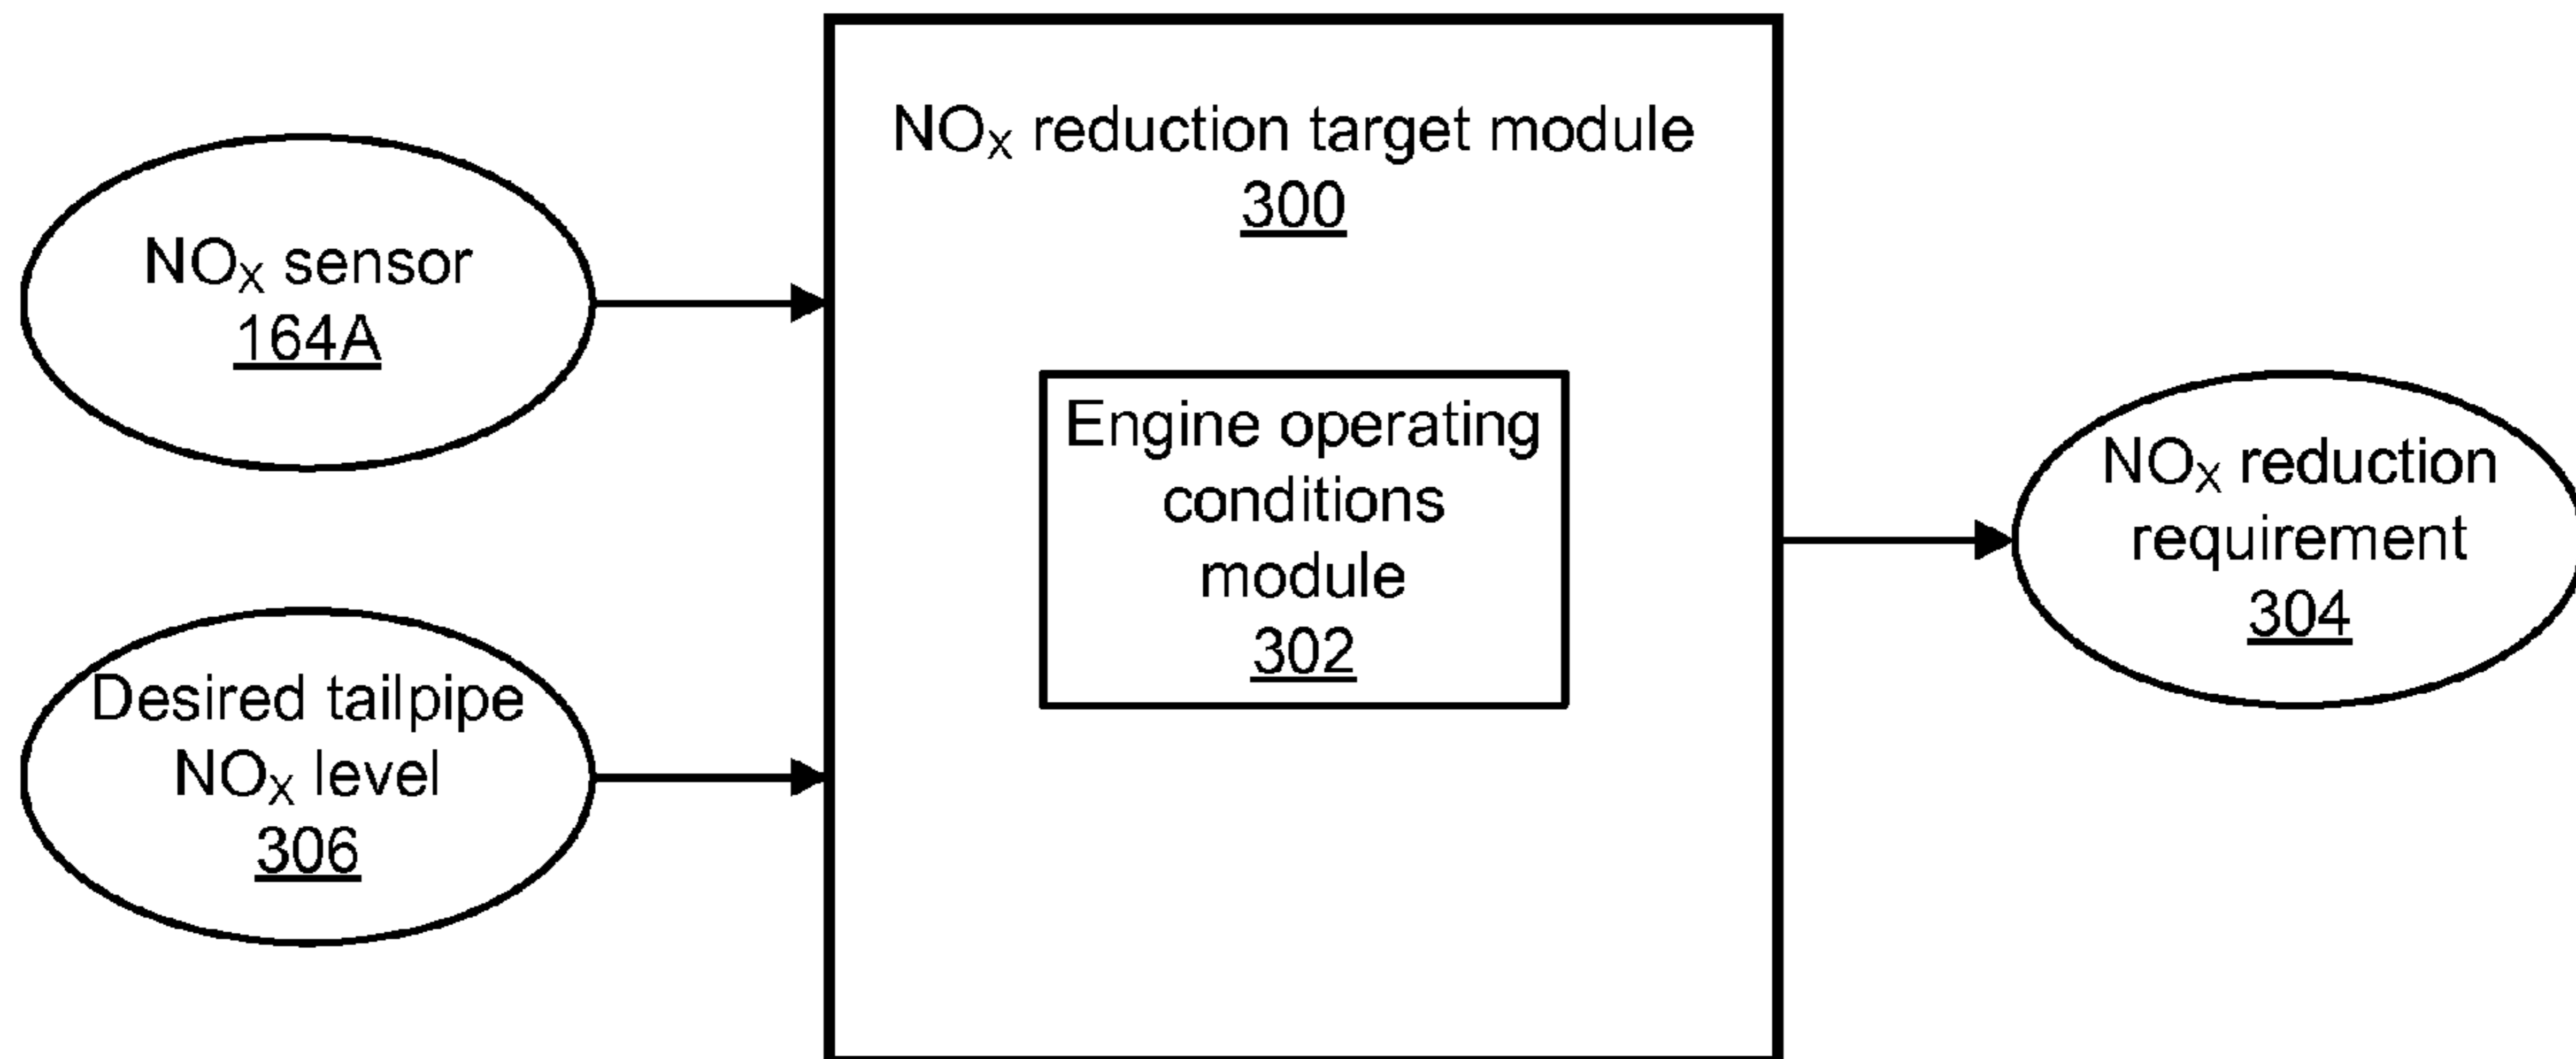 NOX sensor
164A
Desired tailpipe
NOX level
306
NOX reduction target module
300
Engine operating
conditions
module
302
NOX reduction
requirement
304